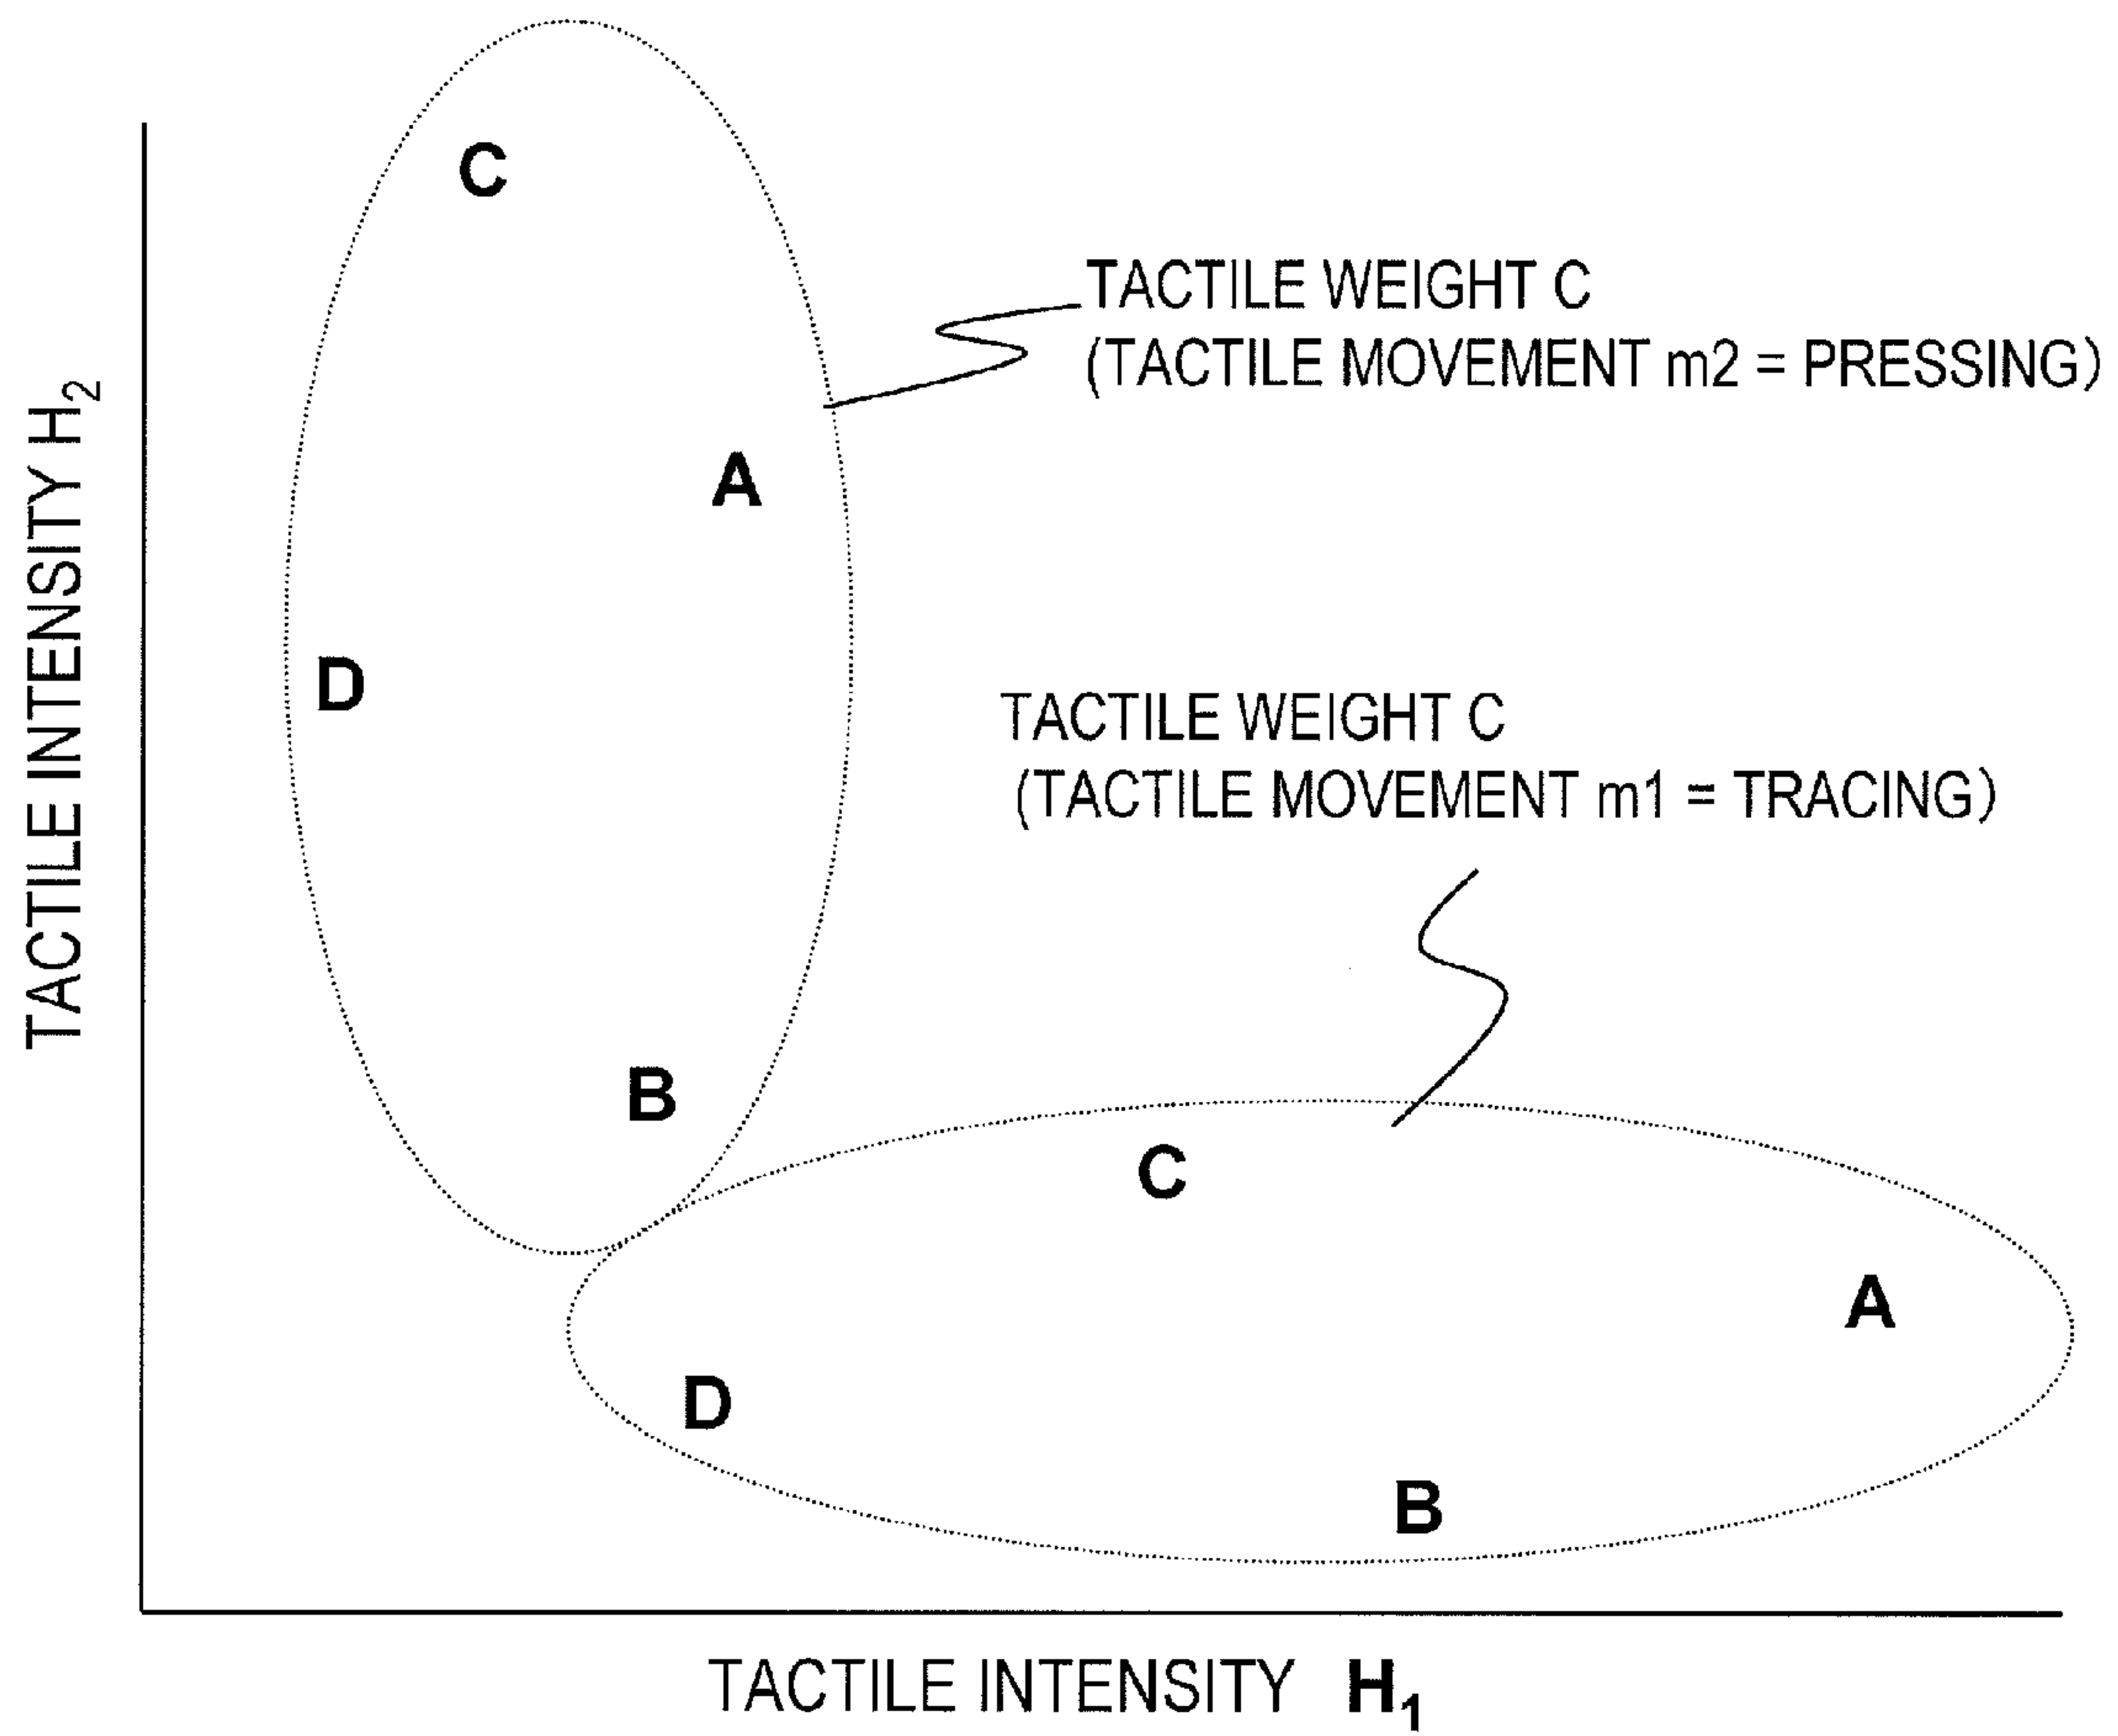 C
TACTILE WEIGHT C
(TACTILE MOVEMENT m2 = PRESSING)
A
TACTILE INTENSITY H2
D
TACTILE WEIGHT C
(TACTILE MOVEMENT m1 = TRACING)
B
C
A
D
B
TACTILE INTENSITY H1